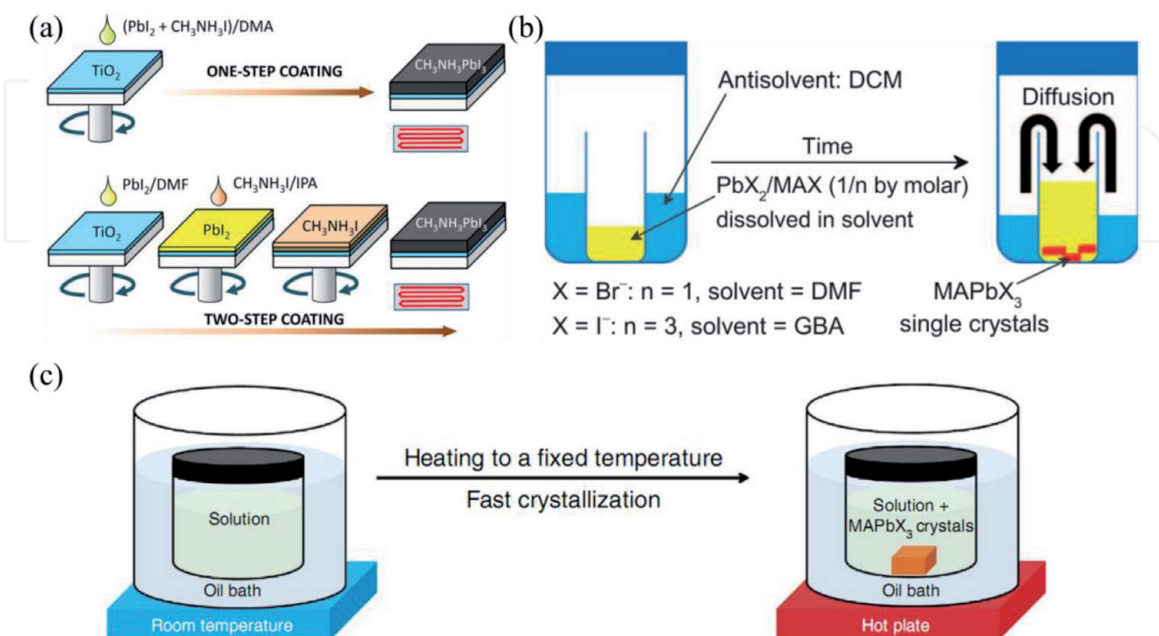 (a)
(PbI₂ + CH₃NH₃I)/DMA
TiO₂
ONE-STEP COATING
CH₃NH₃PbI₃
PbI₂/DMF
CH₃NH₃I/IPA
TiO₂
PbI₂
CH₃NH₃I
CH₃NH₃PbI₃
TWO-STEP COATING
(b)
Antisolvent: DCM
Time
PbX₂/MAX (1/n by molar)
dissolved in solvent
Diffusion
X = Br⁻: n = 1, solvent = DMF
X = I⁻: n = 3, solvent = GBA
MAPbX₃
single crystals
(c)
Solution
Oil bath
Room temperature
Heating to a fixed temperature
Fast crystallization
Solution +
MAPbX₃ crystals
Oil bath
Hot plate